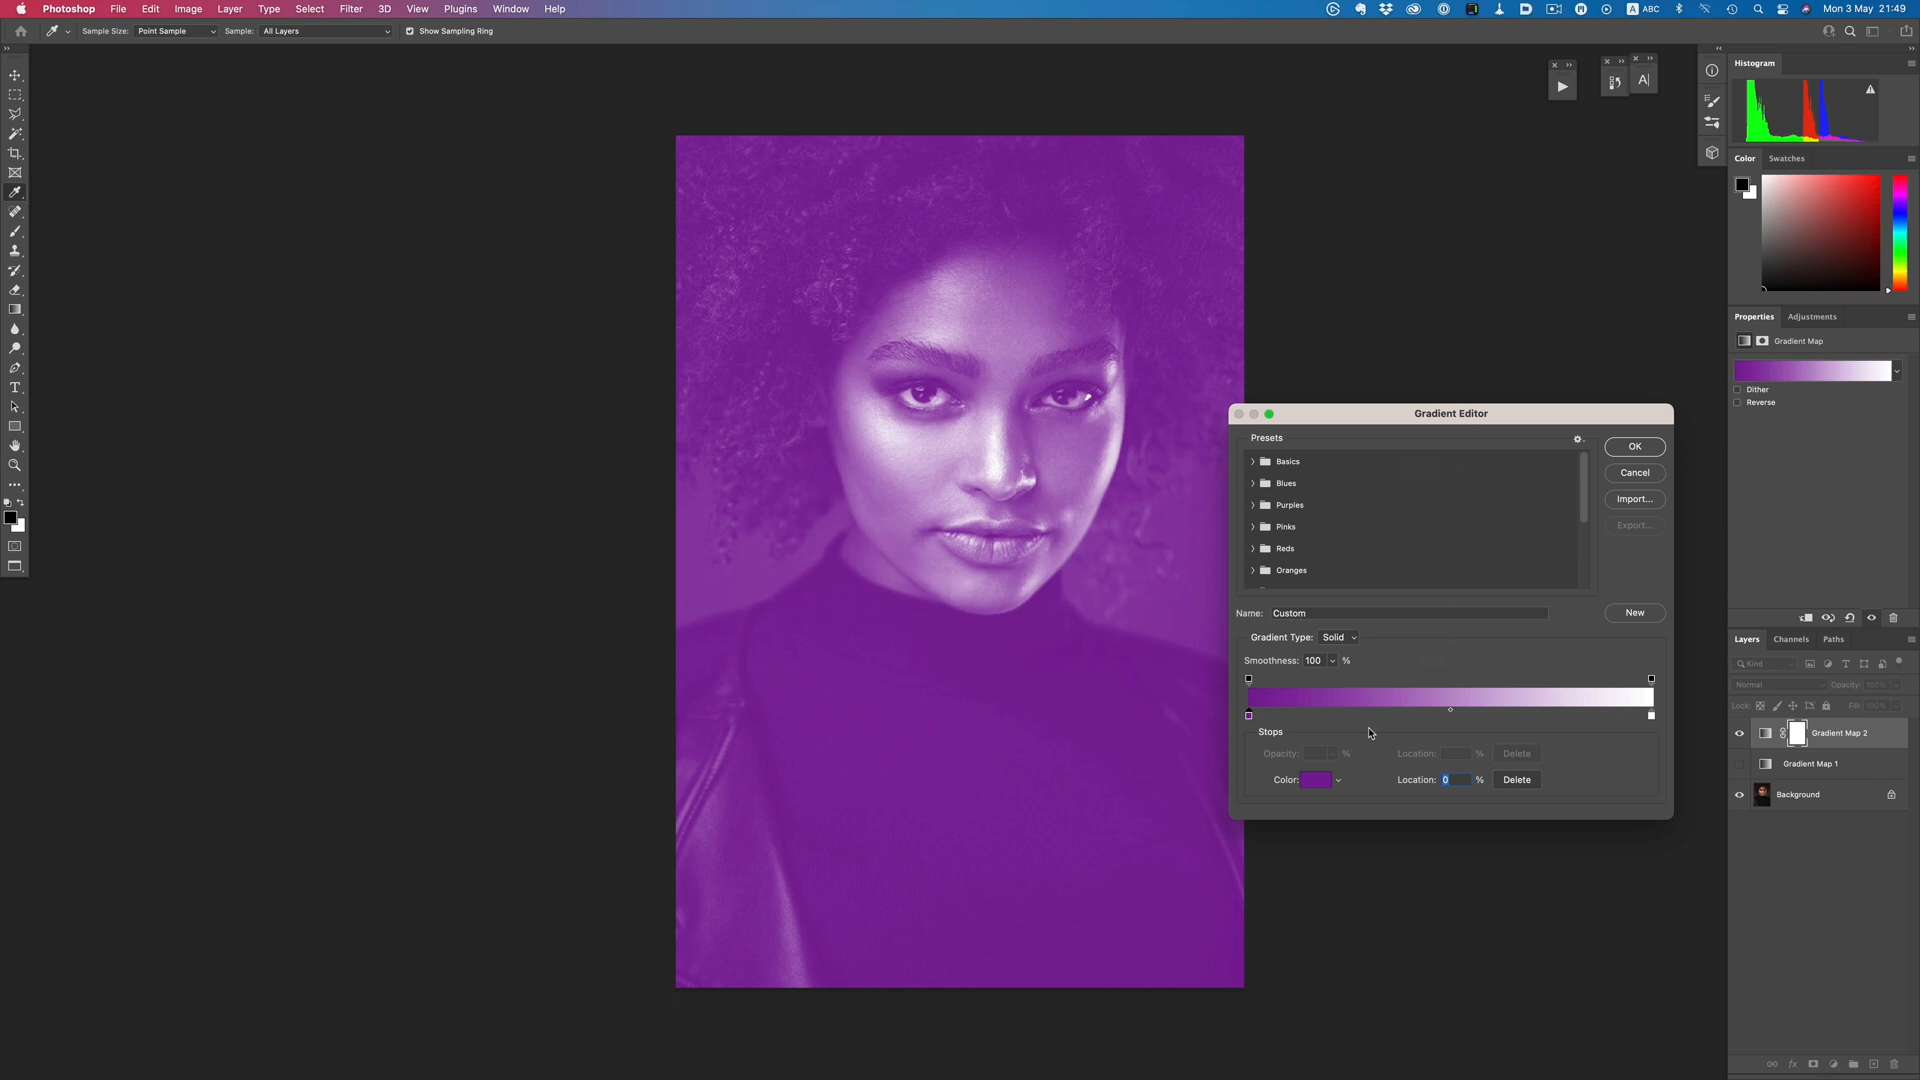 Photoshop File Edit Image Layer Type Select Filter 3D View Plugins Window Help
A ABC Mon 3 May 21:49
Sample Size: Point Sample Sample: All Layers Show Sampling Ring
Histogram
Color Swatches
Properties Adjustments
Gradient Map
Dither
Reverse
Gradient Editor
Presets
Basics
Blues
Purples
Pinks
Reds
Oranges
OK
Cancel
Import...
Export...
Name: Custom
New
Gradient Type: Solid
Smoothness: 100 %
Stops
Opacity: % Location: % Delete
Color: Location: 0 % Delete
Layers Channels Paths
Kind
Normal Opacity: 100%
Lock: Fill: 100%
Gradient Map 2
Gradient Map 1
Background